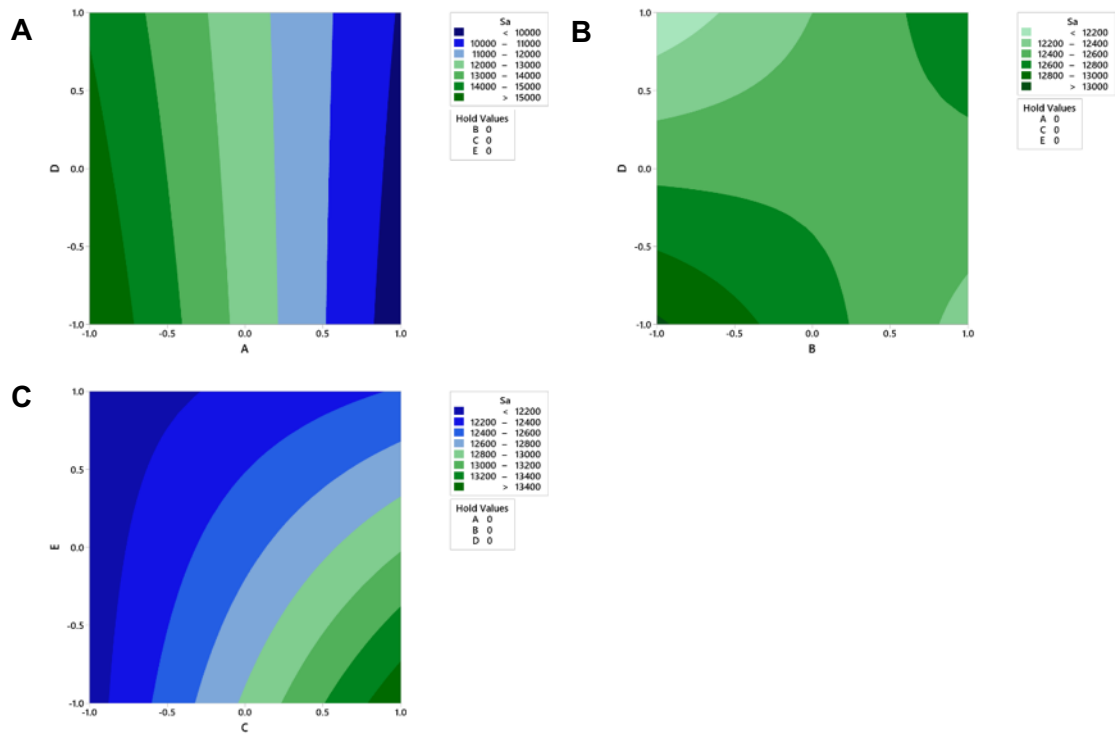 A
Sa
< 10000
10000 – 11000
11000 – 12000
12000 – 13000
13000 – 14000
14000 – 15000
> 15000
Hold Values
B 0
C 0
E 0
D
1.0
0.5
0.0
-0.5
-1.0
-1.0 -0.5 0.0 0.5 1.0
A
B
Sa
< 12200
12200 – 12400
12400 – 12600
12600 – 12800
12800 – 13000
> 13000
Hold Values
A 0
C 0
E 0
D
1.0
0.5
0.0
-0.5
-1.0
-1.0 -0.5 0.0 0.5 1.0
B
C
Sa
< 12200
12200 – 12400
12400 – 12600
12600 – 12800
12800 – 13000
13000 – 13200
13200 – 13400
> 13400
Hold Values
A 0
B 0
D 0
E
1.0
0.5
0.0
-0.5
-1.0
-1.0 -0.5 0.0 0.5 1.0
C